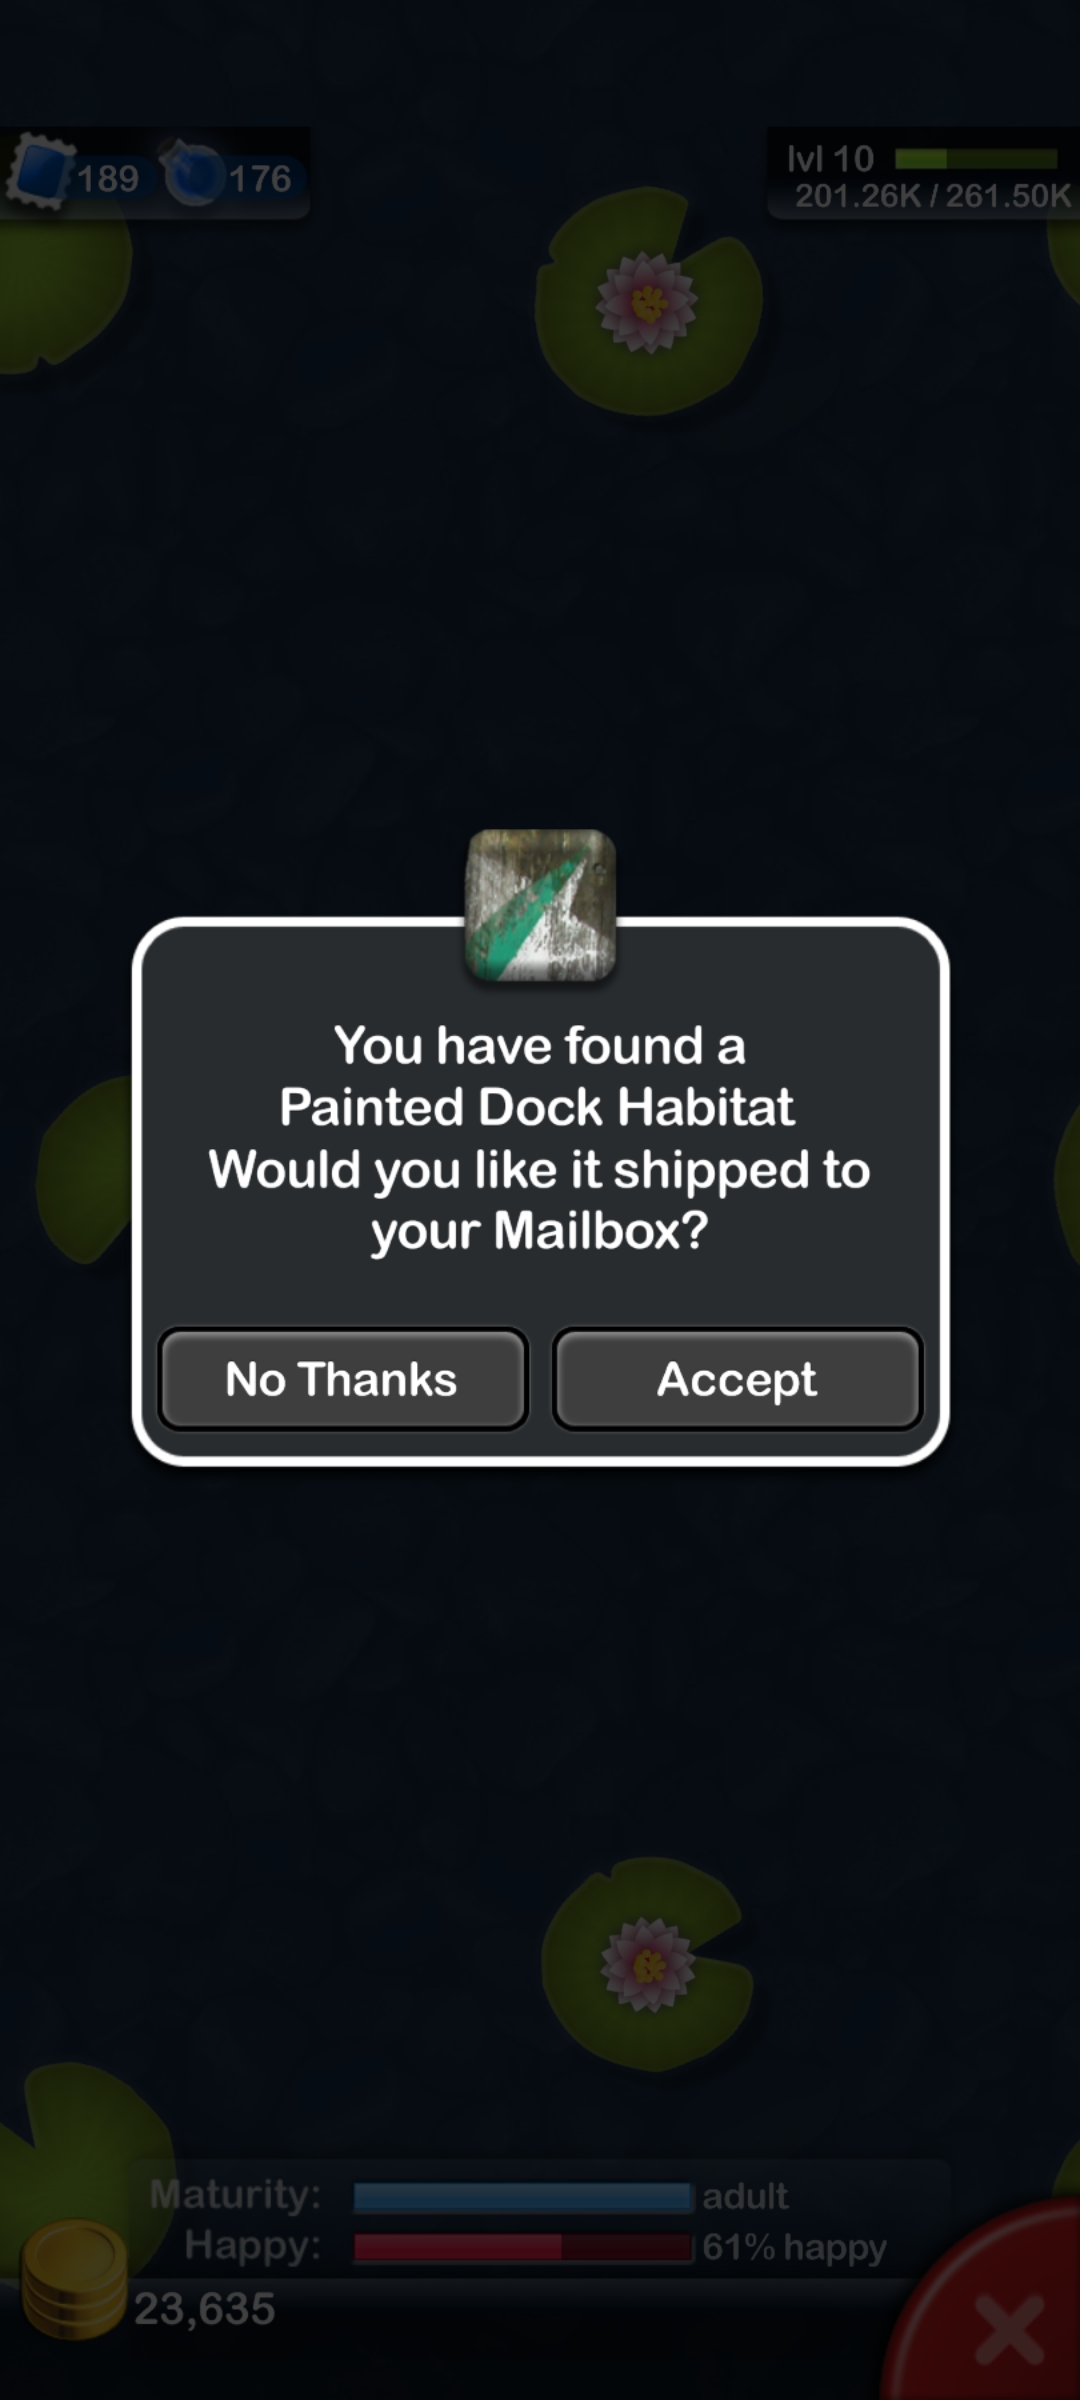 189 176
lvl 10
201.26K / 261.50K
You have found a
Painted Dock Habitat
Would you like it shipped to
your Mailbox?
No Thanks Accept
Maturity: adult
Happy: 61% happy
23,635